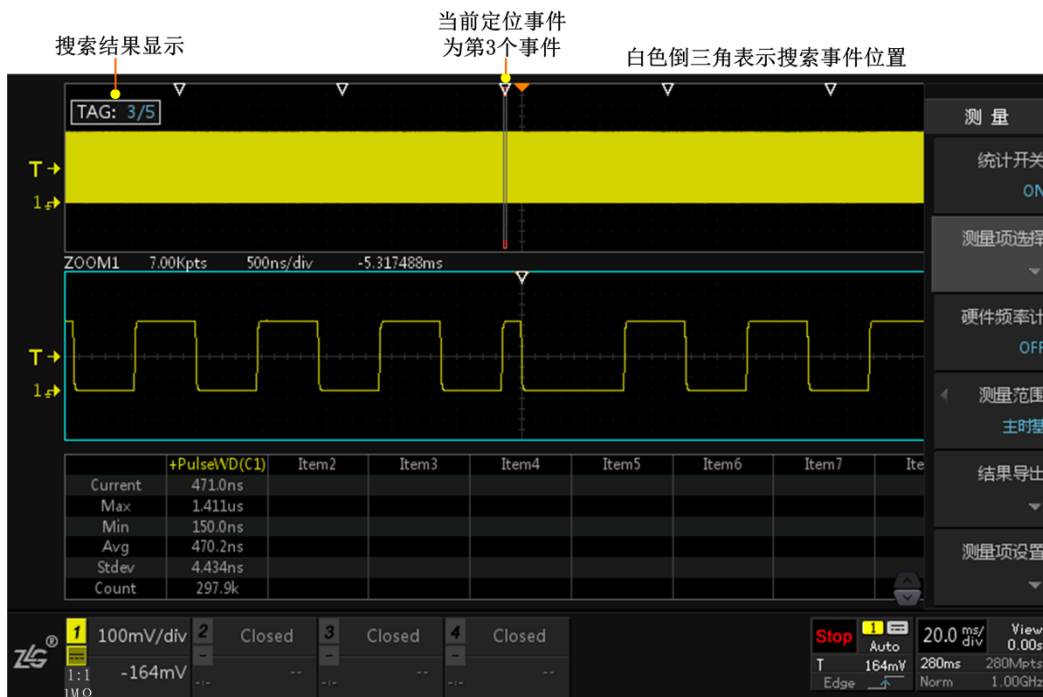 当前定位事件
为第3个事件
搜索结果显示
白色倒三角表示搜索事件位置
TAG: 3/5
T
1
ZOOM1 7.00Kpts 500ns/div -5.317488ms
T
1
+PulseWD(C1) Item2 Item3 Item4 Item5 Item6 Item7 Ite
Current 471.0ns
Max 1.411us
Min 150.0ns
Avg 470.2ns
Stdev 4.434ns
Count 297.9k
测量
统计开关
ON
测量项选择
硬件频率计
OFF
测量范围
主时基
结果导出
测量项设置
ZLG®
1 100mV/div 2 Closed 3 Closed 4 Closed
1:1 -164mV -:- -- -:- -- -:- --
1MΩ
Stop 1 Auto 20.0 ms/div View 0.00s
T 164mV 280ms 280Mpts
Edge Norm 1.00GHz